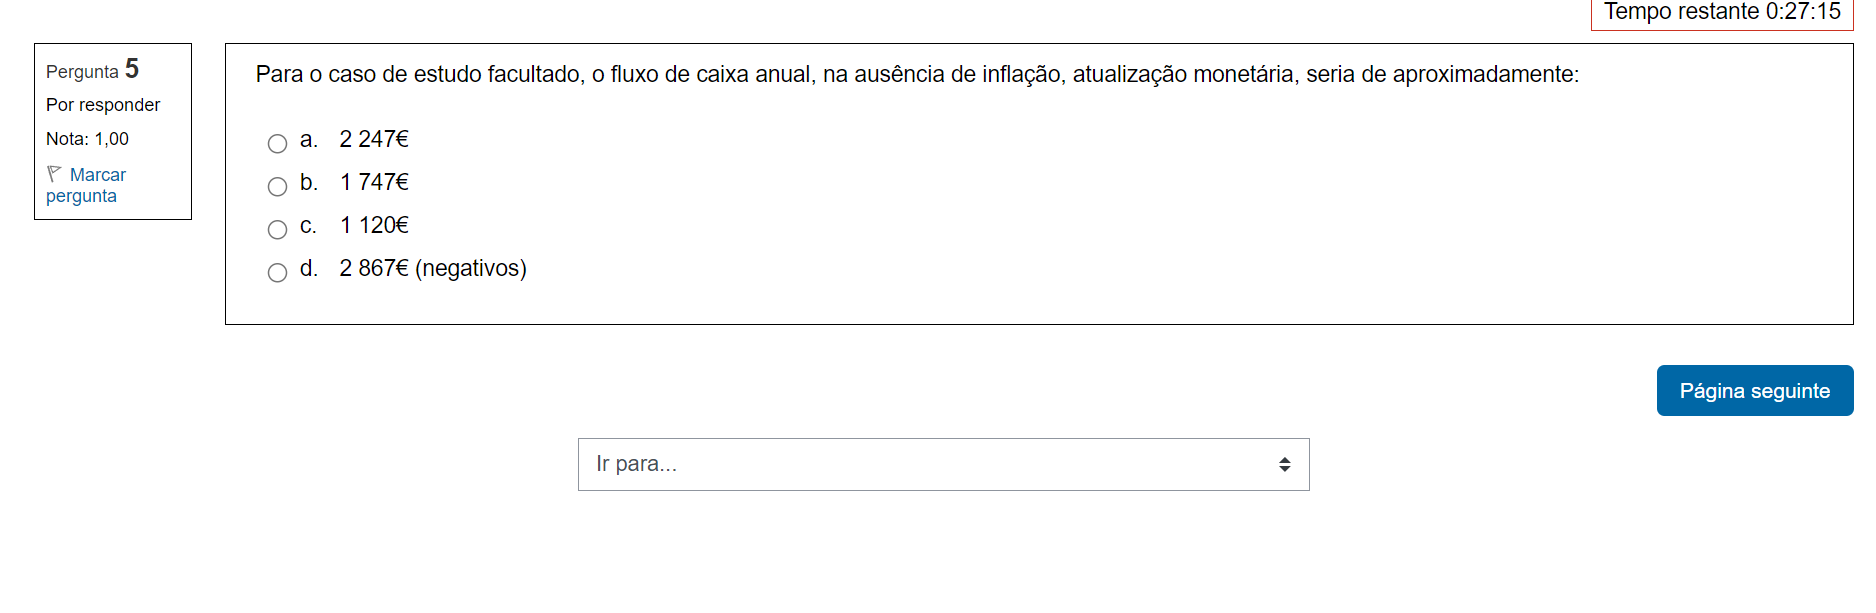 Tempo restante 0:27:15
Pergunta 5
Por responder
Nota: 1,00
Marcar
pergunta
Para o caso de estudo facultado, o fluxo de caixa anual, na ausência de inflação, atualização monetária, seria de aproximadamente:
a. 2 247€
b. 1 747€
c. 1 120€
d. 2 867€ (negativos)
Página seguinte
Ir para...